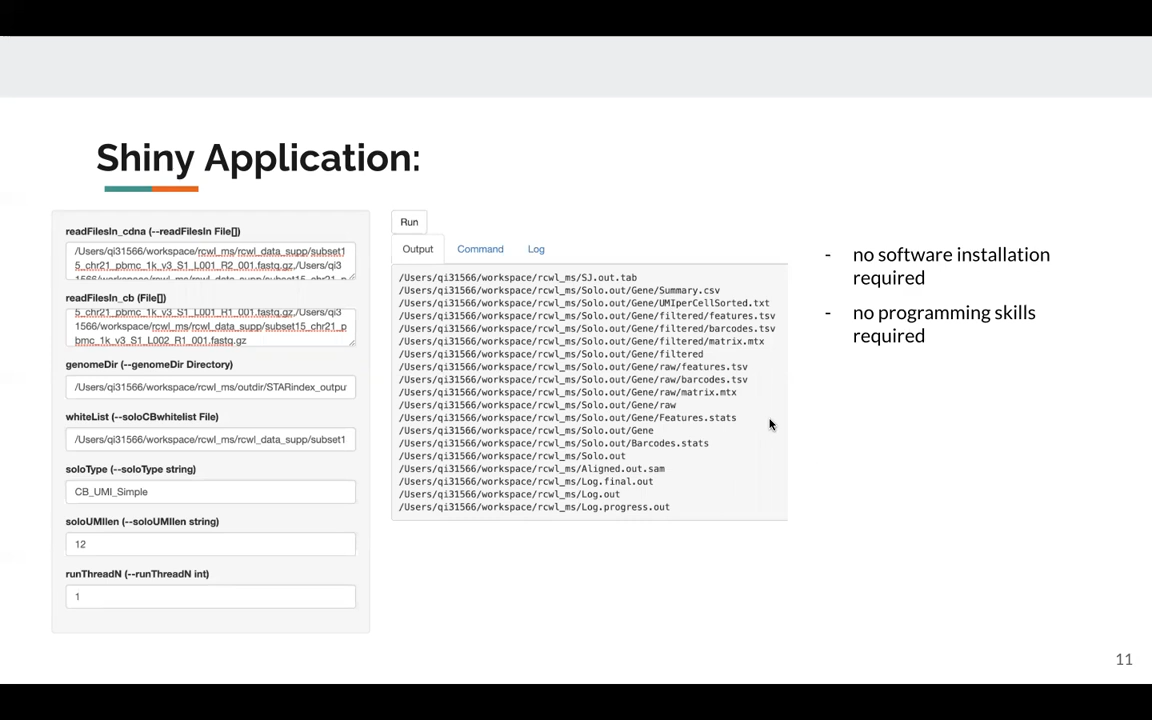 Shiny Application:
readFilesIn_cdna (--readFilesIn File[])
/Users/qi31566/workspace/rcwl_ms/rcwl_data_supp/subset1
5_chr21_pbmc_1k_v3_S1_L001_R2_001.fastq.gz,/Users/qi3
readFilesIn_cb (File[])
5_chr21_pbmc_1k_v3_S1_L001_R1_001.fastq.gz,/Users/qi3
1566/workspace/rcwl_ms/rcwl_data_supp/subset15_chr21_p
bmc_1k_v3_S1_L002_R1_001.fastq.gz
genomeDir (--genomeDir Directory)
/Users/qi31566/workspace/rcwl_ms/outdir/STARindex_outpu
whiteList (--soloCBwhitelist File)
/Users/qi31566/workspace/rcwl_ms/rcwl_data_supp/subset1
soloType (--soloType string)
CB_UMI_Simple
soloUMIlen (--soloUMIlen string)
12
runThreadN (--runThreadN int)
1
Run
Output Command Log
/Users/qi31566/workspace/rcwl_ms/SJ.out.tab
/Users/qi31566/workspace/rcwl_ms/Solo.out/Gene/Summary.csv
/Users/qi31566/workspace/rcwl_ms/Solo.out/Gene/UMIperCellSorted.txt
/Users/qi31566/workspace/rcwl_ms/Solo.out/Gene/filtered/features.tsv
/Users/qi31566/workspace/rcwl_ms/Solo.out/Gene/filtered/barcodes.tsv
/Users/qi31566/workspace/rcwl_ms/Solo.out/Gene/filtered/matrix.mtx
/Users/qi31566/workspace/rcwl_ms/Solo.out/Gene/filtered
/Users/qi31566/workspace/rcwl_ms/Solo.out/Gene/raw/features.tsv
/Users/qi31566/workspace/rcwl_ms/Solo.out/Gene/raw/barcodes.tsv
/Users/qi31566/workspace/rcwl_ms/Solo.out/Gene/raw/matrix.mtx
/Users/qi31566/workspace/rcwl_ms/Solo.out/Gene/raw
/Users/qi31566/workspace/rcwl_ms/Solo.out/Gene/Features.stats
/Users/qi31566/workspace/rcwl_ms/Solo.out/Gene
/Users/qi31566/workspace/rcwl_ms/Solo.out/Barcodes.stats
/Users/qi31566/workspace/rcwl_ms/Solo.out
/Users/qi31566/workspace/rcwl_ms/Aligned.out.sam
/Users/qi31566/workspace/rcwl_ms/Log.final.out
/Users/qi31566/workspace/rcwl_ms/Log.out
/Users/qi31566/workspace/rcwl_ms/Log.progress.out
- no software installation
required
- no programming skills
required
11